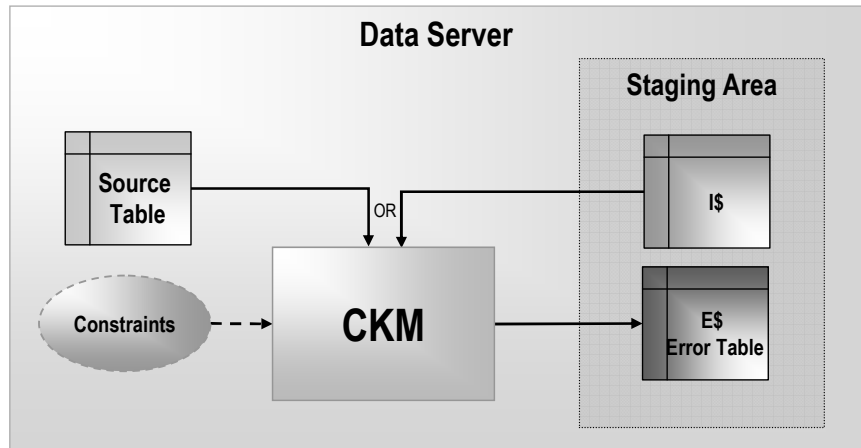 Data Server
Staging Area
Source
Table
OR
I$
Constraints
CKM
E$
Error Table